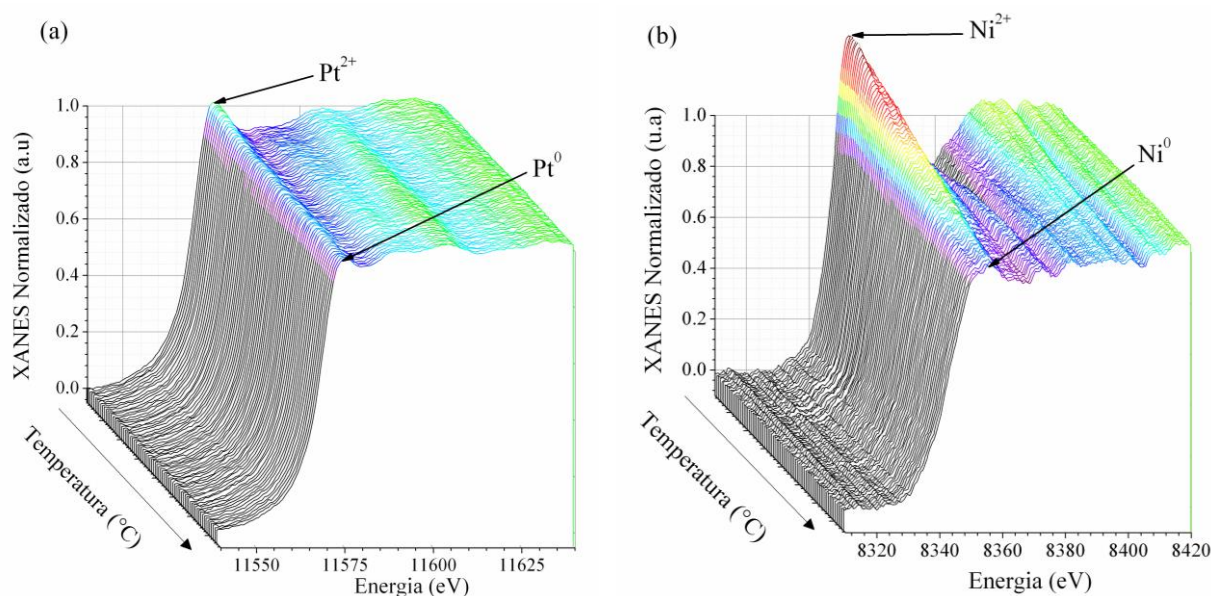 (a)
Pt²⁺
Pt⁰
XANES Normalizado (a.u)
1.0
0.8
0.6
0.4
0.2
0.0
Temperatura (°C)
11550 11575 11600 11625
Energia (eV)
(b)
Ni²⁺
Ni⁰
XANES Normalizado (u.a)
1.0
0.8
0.6
0.4
0.2
0.0
Temperatura (°C)
8320 8340 8360 8380 8400 8420
Energia (eV)